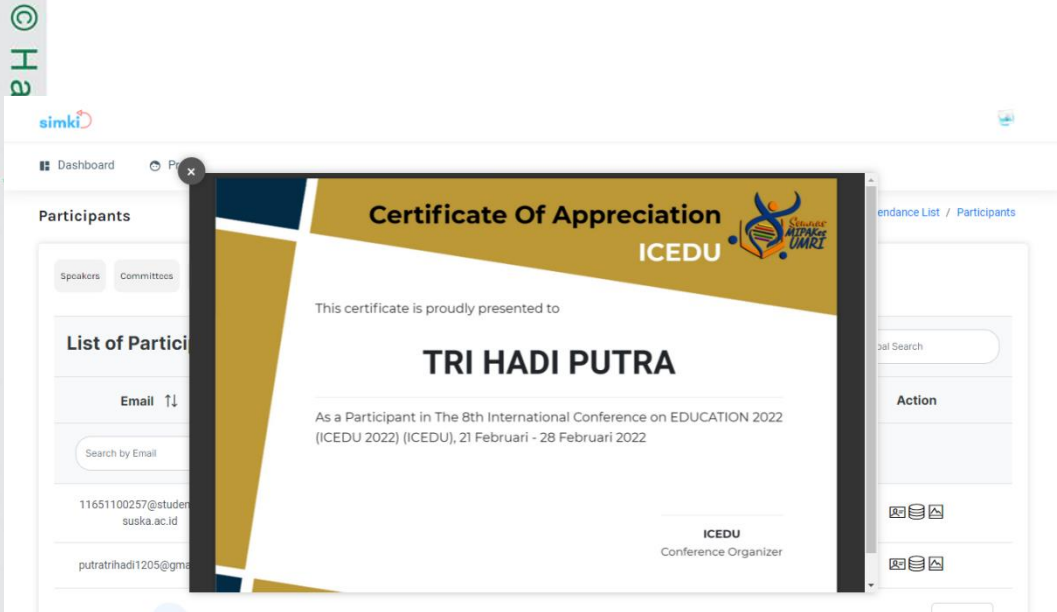 © Ha
simki
Dashboard
Participants
endance List / Participants
Speakers
Committees
List of Partici
bal Search
Email ↑↓
Action
Search by Email
11651100257@studen
suska.ac.id
putratrihadi1205@gma
×
Certificate Of Appreciation
ICEDU
Seminar
MIPAKes
UMRI
This certificate is proudly presented to
TRI HADI PUTRA
As a Participant in The 8th International Conference on EDUCATION 2022
(ICEDU 2022) (ICEDU), 21 Februari - 28 Februari 2022
ICEDU
Conference Organizer